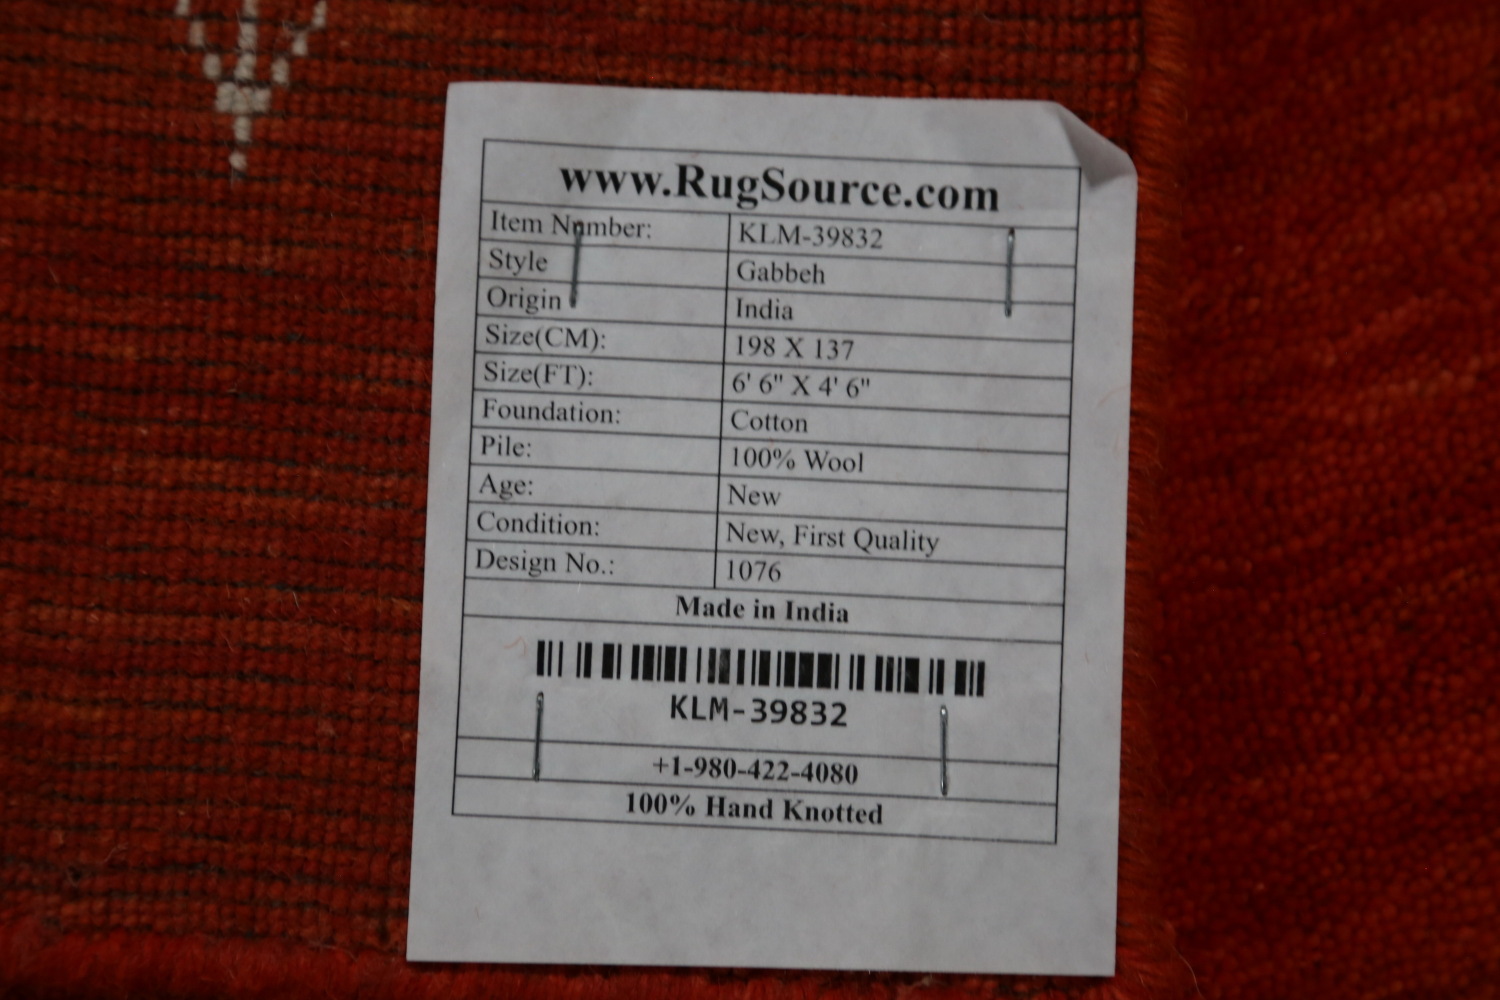 www.RugSource.com
Item Number: KLM-39832
Style Gabbeh
Origin India
Size(CM): 198 X 137
Size(FT): 6' 6" X 4' 6"
Foundation: Cotton
Pile: 100% Wool
Age: New
Condition: New, First Quality
Design No.: 1076
Made in India
KLM-39832
+1-980-422-4080
100% Hand Knotted